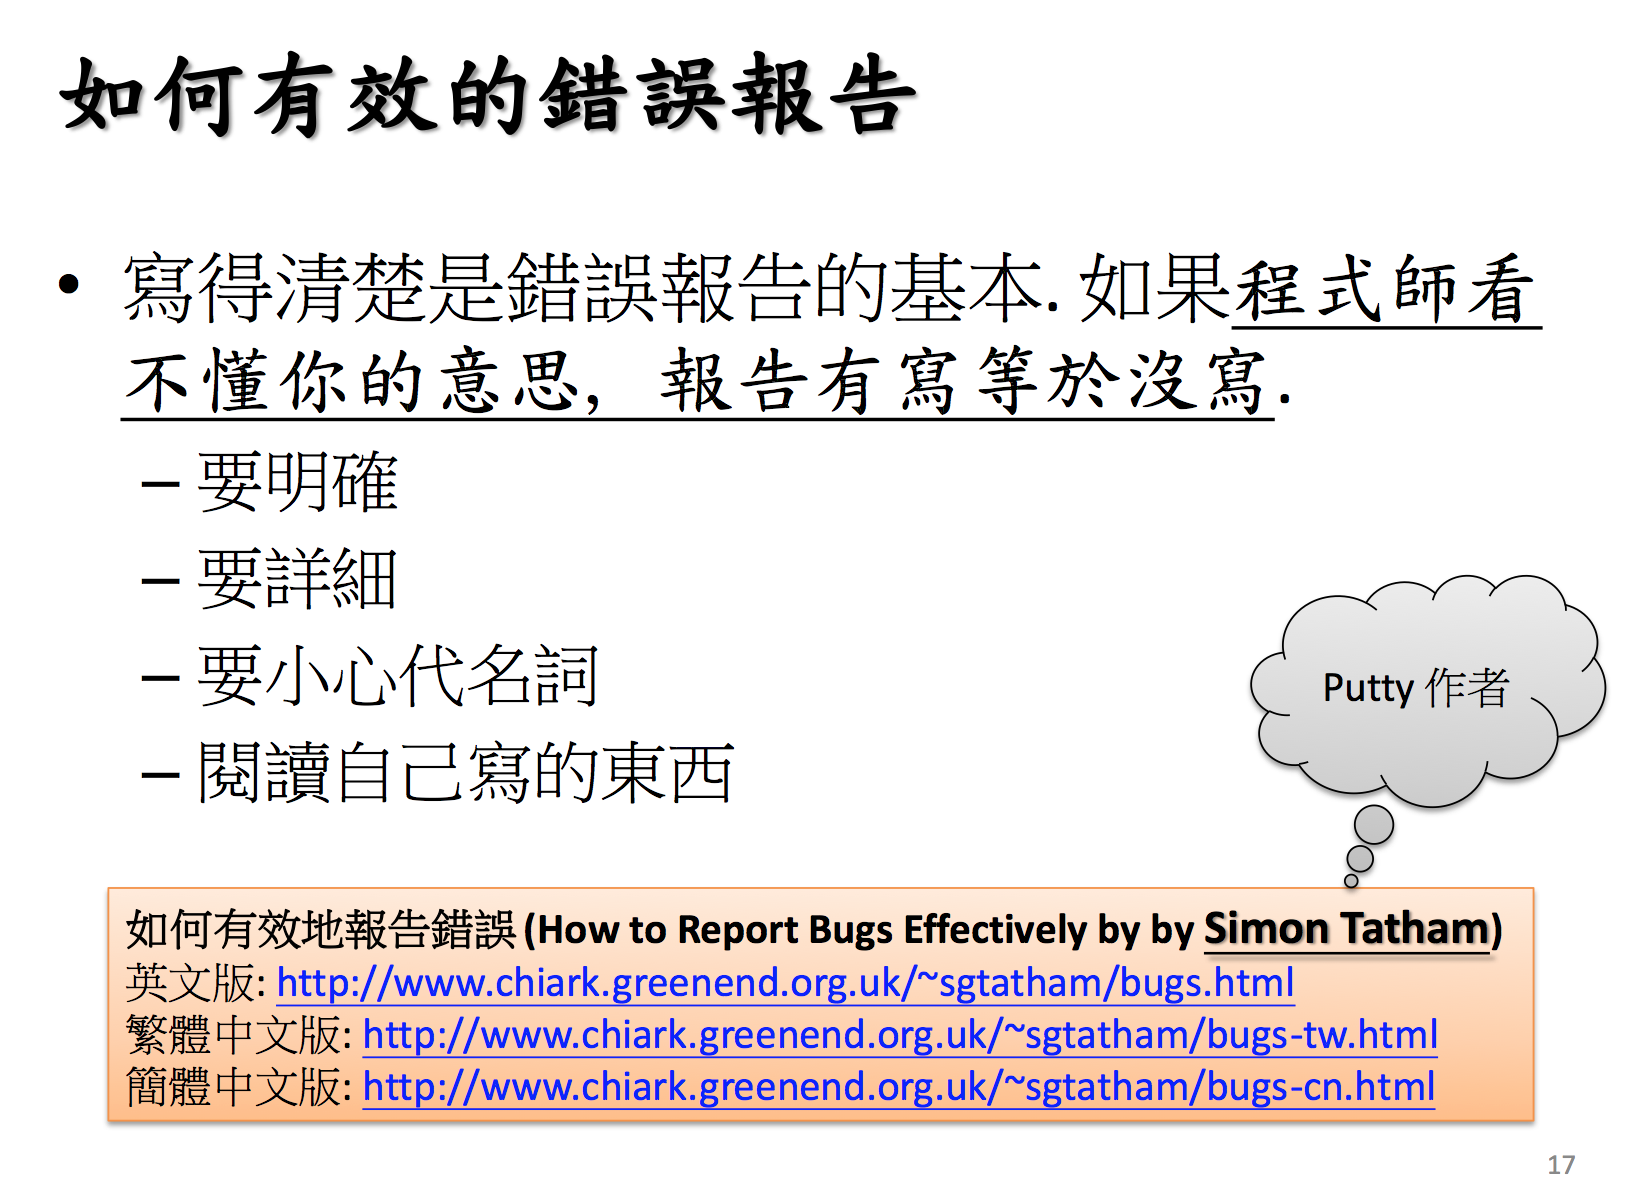 如何有效的錯誤報告
• 寫得清楚是錯誤報告的基本. 如果程式師看
不懂你的意思, 報告有寫等於沒寫.
– 要明確
– 要詳細
– 要小心代名詞
– 閱讀自己寫的東西
Putty 作者
如何有效地報告錯誤 (How to Report Bugs Effectively by by Simon Tatham)
英文版: http://www.chiark.greenend.org.uk/~sgtatham/bugs.html
繁體中文版: http://www.chiark.greenend.org.uk/~sgtatham/bugs-tw.html
簡體中文版: http://www.chiark.greenend.org.uk/~sgtatham/bugs-cn.html
17